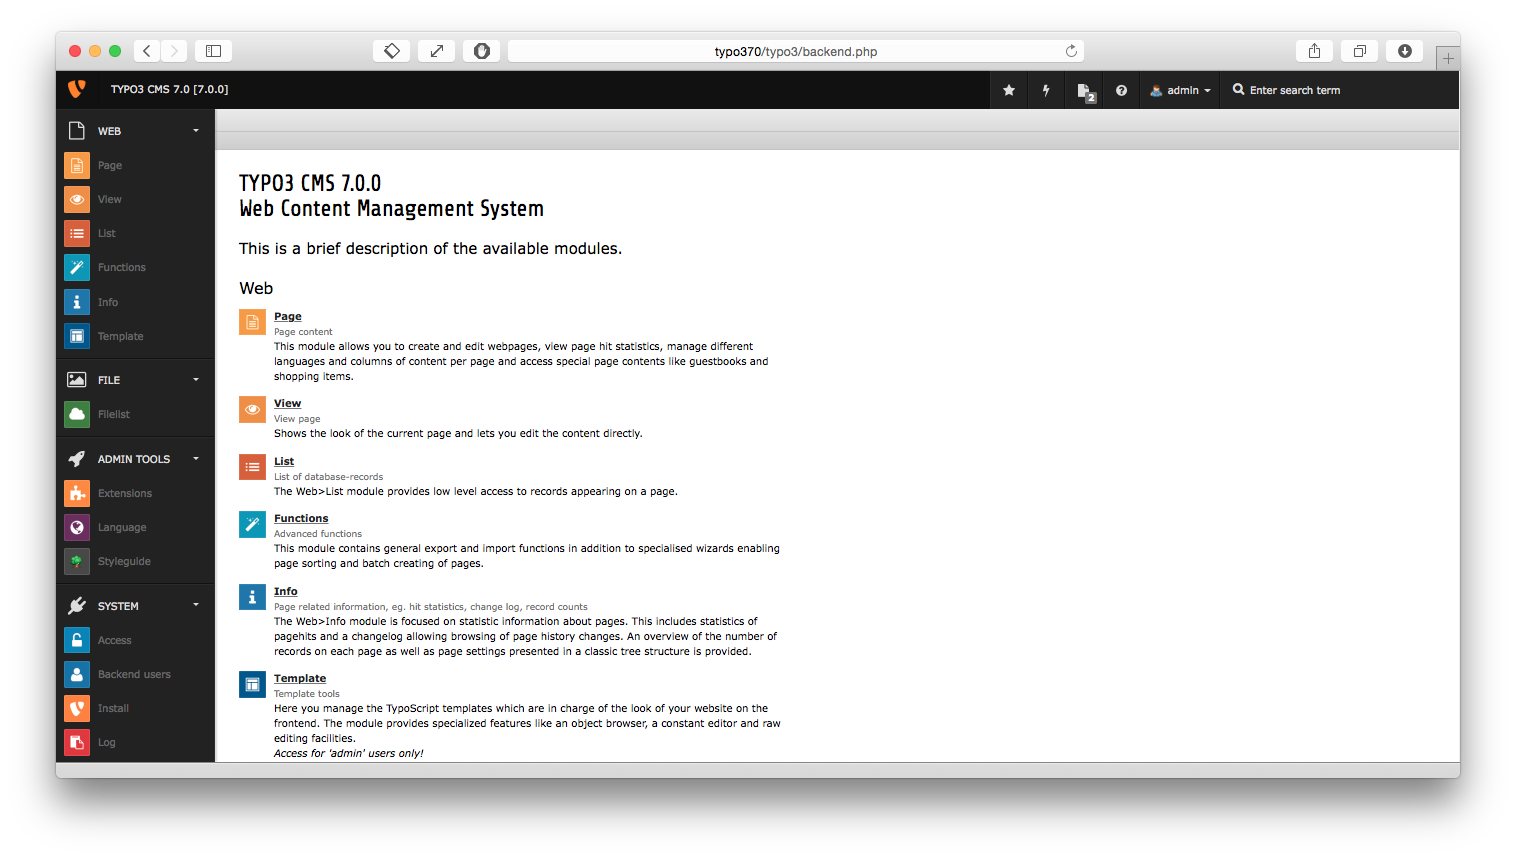 typo370/typo3/backend.php
TYPO3 CMS 7.0 [7.0.0]
2
admin
Enter search term
WEB
Page
View
List
Functions
Info
Template
FILE
Filelist
ADMIN TOOLS
Extensions
Language
Styleguide
SYSTEM
Access
Backend users
Install
Log
TYPO3 CMS 7.0.0
Web Content Management System
This is a brief description of the available modules.
Web
Page
Page content
This module allows you to create and edit webpages, view page hit statistics, manage different
languages and columns of content per page and access special page contents like guestbooks and
shopping items.
View
View page
Shows the look of the current page and lets you edit the content directly.
List
List of database-records
The Web>List module provides low level access to records appearing on a page.
Functions
Advanced functions
This module contains general export and import functions in addition to specialised wizards enabling
page sorting and batch creating of pages.
Info
Page related information, eg. hit statistics, change log, record counts
The Web>Info module is focused on statistic information about pages. This includes statistics of
pagehits and a changelog allowing browsing of page history changes. An overview of the number of
records on each page as well as page settings presented in a classic tree structure is provided.
Template
Template tools
Here you manage the TypoScript templates which are in charge of the look of your website on the
frontend. The module provides specialized features like an object browser, a constant editor and raw
editing facilities.
Access for 'admin' users only!